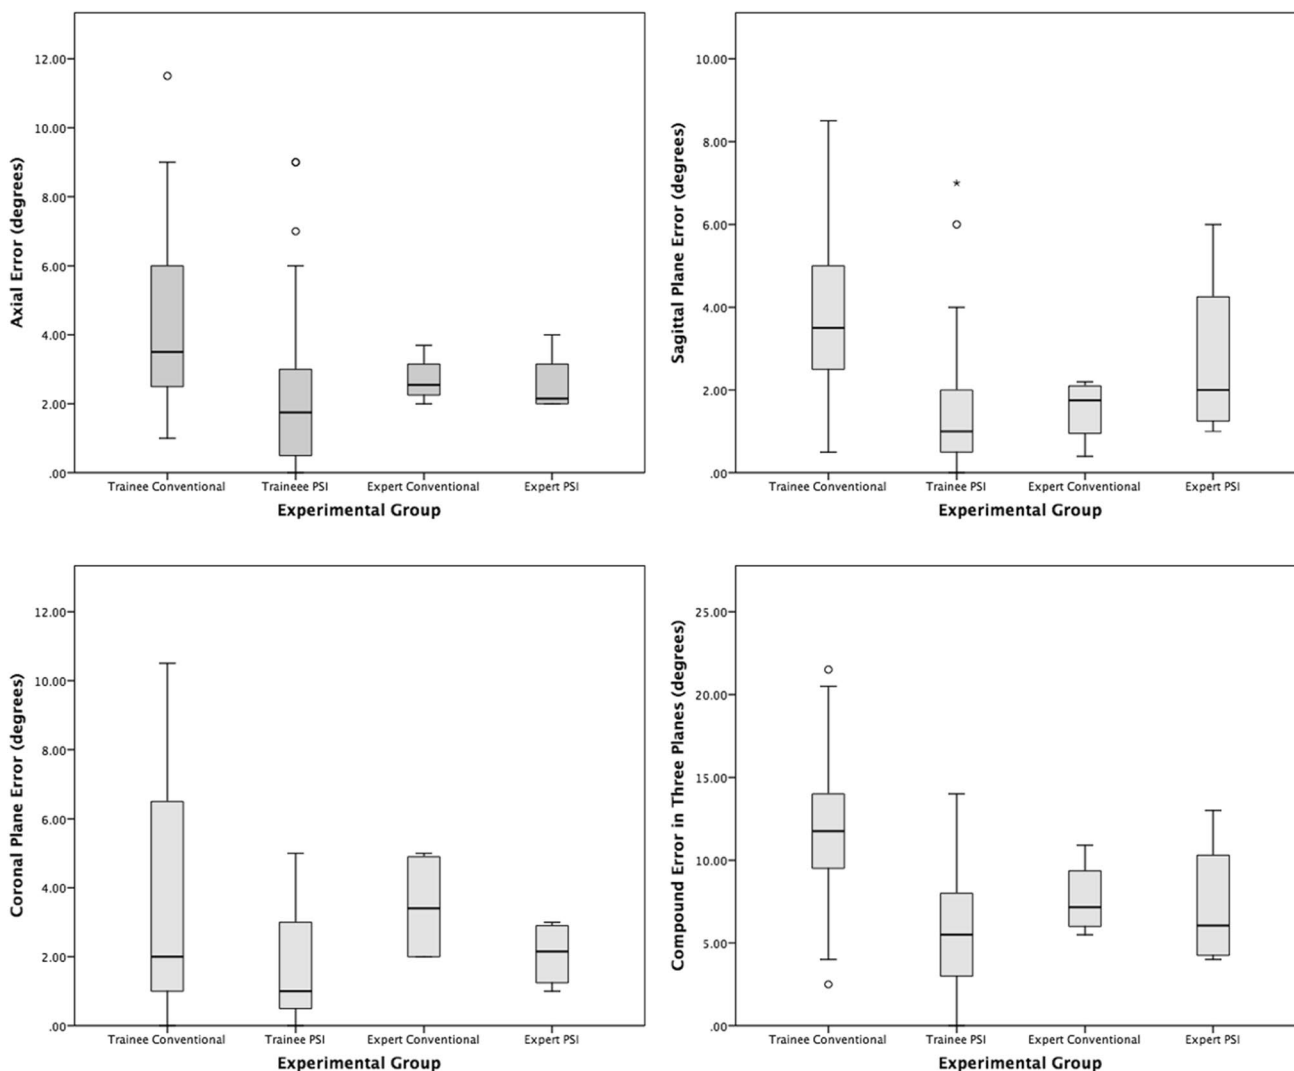 Axial Error (degrees)
12.00
10.00
8.00
6.00
4.00
2.00
.00
Trainee Conventional
Traineee PSI
Expert Conventional
Expert PSI
Experimental Group
Sagittal Plane Error (degrees)
10.00
8.00
6.00
4.00
2.00
.00
Trainee Conventional
Trainee PSI
Expert Conventional
Expert PSI
Experimental Group
Coronal Plane Error (degrees)
12.00
10.00
8.00
6.00
4.00
2.00
.00
Trainee Conventional
Trainee PSI
Expert Conventional
Expert PSI
Experimental Group
Compound Error in Three Planes (degrees)
25.00
20.00
15.00
10.00
5.00
.00
Trainee Conventional
Trainee PSI
Expert Conventional
Expert PSI
Experimental Group